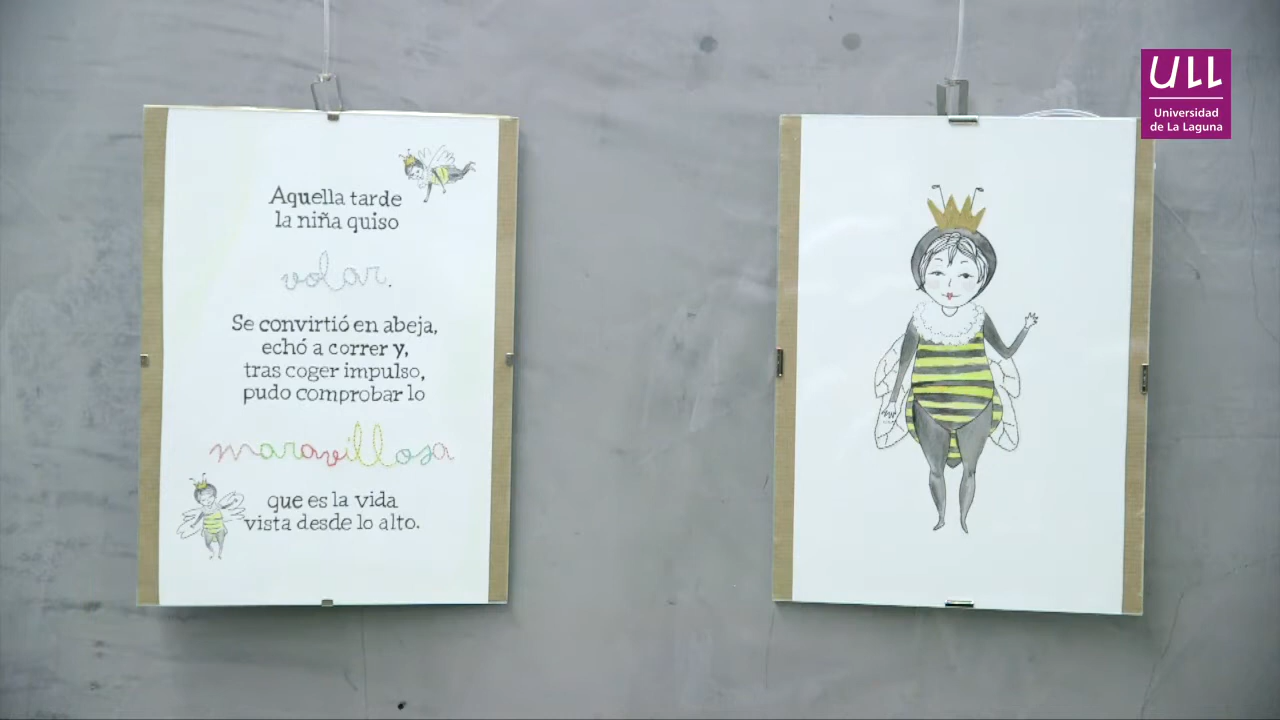 Aquella tarde
la niña quiso
volar.
Se convirtió en abeja,
echó a correr y,
tras coger impulso,
pudo comprobar lo
maravillosa
que es la vida
vista desde lo alto.
ULL
Universidad
de La Laguna